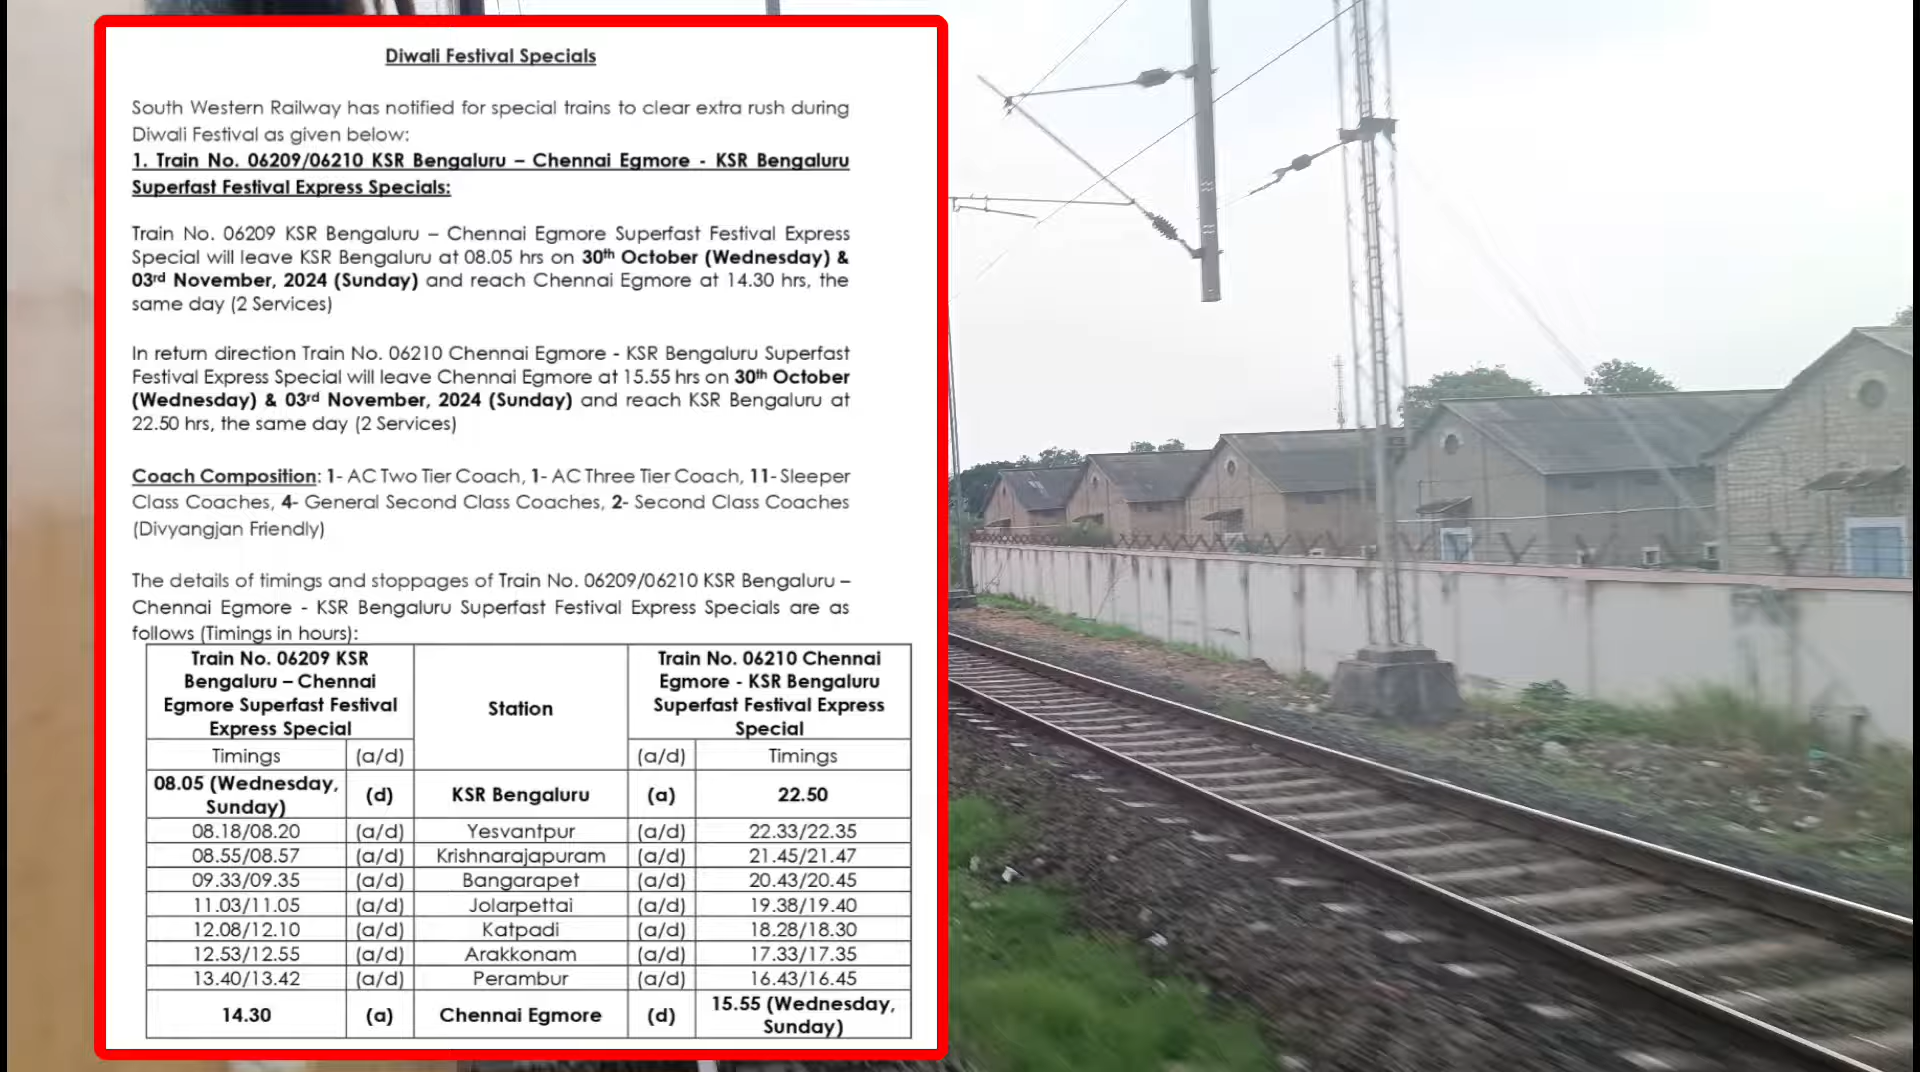 Diwali Festival Specials
South Western Railway has notified for special trains to clear extra rush during
Diwali Festival as given below:
1. Train No. 06209/06210 KSR Bengaluru – Chennai Egmore - KSR Bengaluru
Superfast Festival Express Specials:
Train No. 06209 KSR Bengaluru – Chennai Egmore Superfast Festival Express
Special will leave KSR Bengaluru at 08.05 hrs on 30th October (Wednesday) &
03rd November, 2024 (Sunday) and reach Chennai Egmore at 14.30 hrs, the
same day (2 Services)
In return direction Train No. 06210 Chennai Egmore - KSR Bengaluru Superfast
Festival Express Special will leave Chennai Egmore at 15.55 hrs on 30th October
(Wednesday) & 03rd November, 2024 (Sunday) and reach KSR Bengaluru at
22.50 hrs, the same day (2 Services)
Coach Composition: 1- AC Two Tier Coach, 1- AC Three Tier Coach, 11- Sleeper
Class Coaches, 4- General Second Class Coaches, 2- Second Class Coaches
(Divyangjan Friendly)
The details of timings and stoppages of Train No. 06209/06210 KSR Bengaluru –
Chennai Egmore - KSR Bengaluru Superfast Festival Express Specials are as
follows (Timings in hours):
Train No. 06209 KSR
Bengaluru – Chennai
Egmore Superfast Festival
Express Special
Station
Train No. 06210 Chennai
Egmore - KSR Bengaluru
Superfast Festival Express
Special
Timings (a/d) (a/d) Timings
08.05 (Wednesday,
Sunday) (d) KSR Bengaluru (a) 22.50
08.18/08.20 (a/d) Yesvantpur (a/d) 22.33/22.35
08.55/08.57 (a/d) Krishnarajapuram (a/d) 21.45/21.47
09.33/09.35 (a/d) Bangarapet (a/d) 20.43/20.45
11.03/11.05 (a/d) Jolarpettai (a/d) 19.38/19.40
12.08/12.10 (a/d) Katpadi (a/d) 18.28/18.30
12.53/12.55 (a/d) Arakkonam (a/d) 17.33/17.35
13.40/13.42 (a/d) Perambur (a/d) 16.43/16.45
14.30 (a) Chennai Egmore (d) 15.55 (Wednesday,
Sunday)